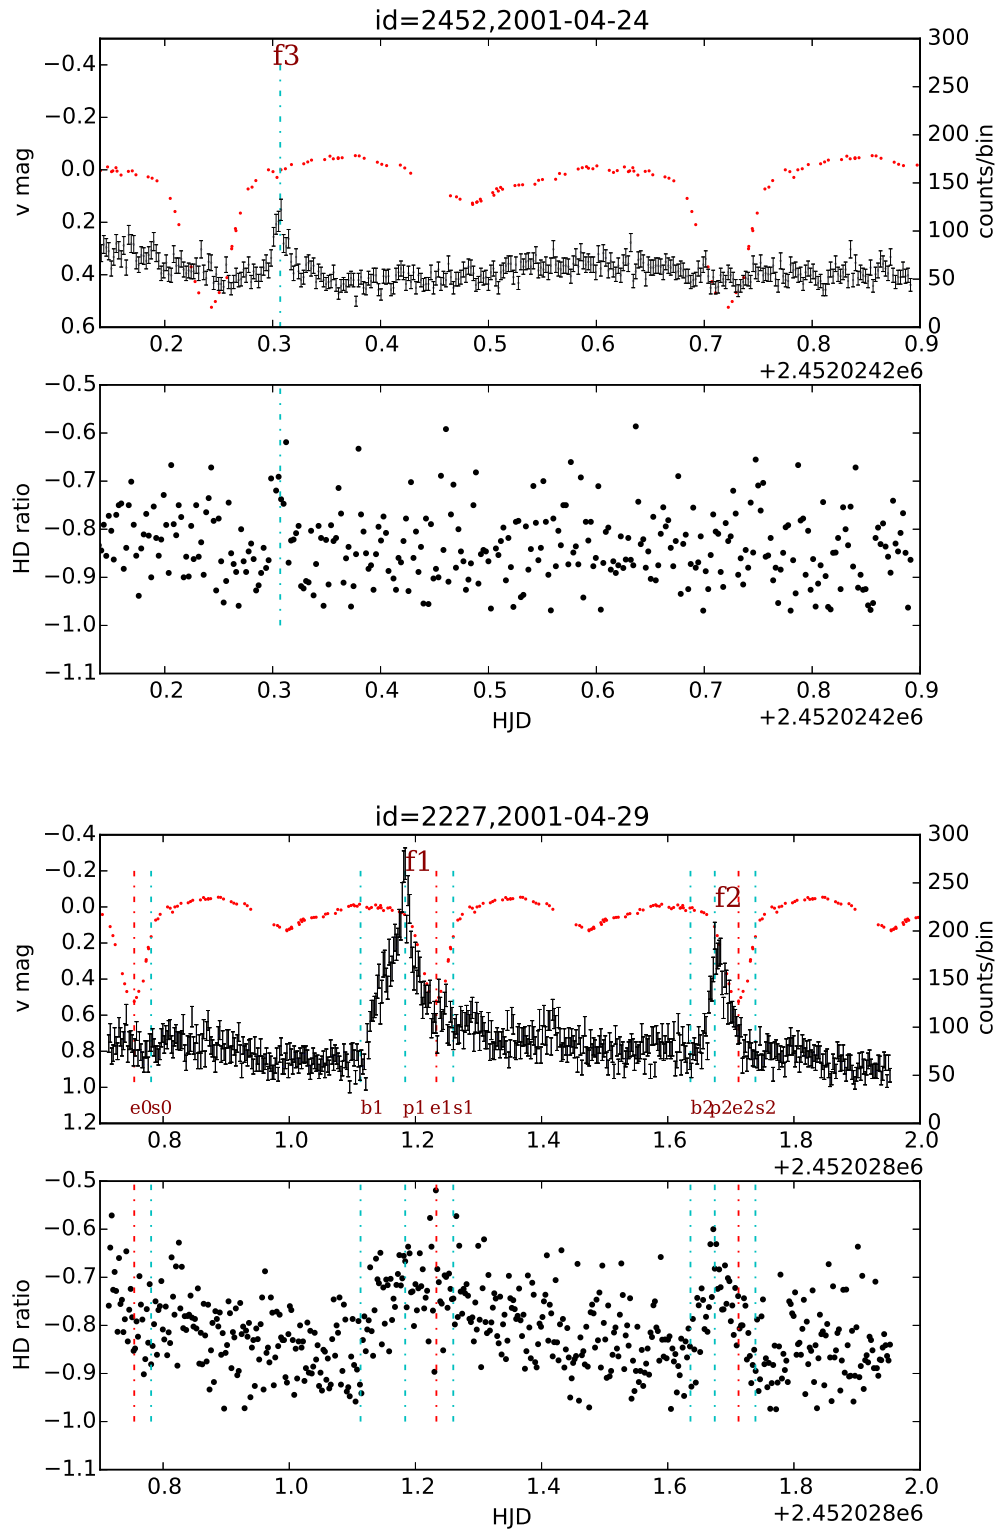 id=2452,2001-04-24
f3
v mag
−0.4
−0.2
0.0
0.2
0.4
0.6
300
250
200
150
100
50
0
counts/bin
0.2 0.3 0.4 0.5 0.6 0.7 0.8 0.9
+2.4520242e6
HD ratio
−0.5
−0.6
−0.7
−0.8
−0.9
−1.0
−1.1
0.2 0.3 0.4 0.5 0.6 0.7 0.8 0.9
HJD
+2.4520242e6
id=2227,2001-04-29
f1
f2
v mag
−0.4
−0.2
0.0
0.2
0.4
0.6
0.8
1.0
1.2
300
250
200
150
100
50
0
counts/bin
e0s0 b1 p1 e1s1 b2p2e2s2
0.8 1.0 1.2 1.4 1.6 1.8 2.0
+2.452028e6
HD ratio
−0.5
−0.6
−0.7
−0.8
−0.9
−1.0
−1.1
0.8 1.0 1.2 1.4 1.6 1.8 2.0
HJD
+2.452028e6